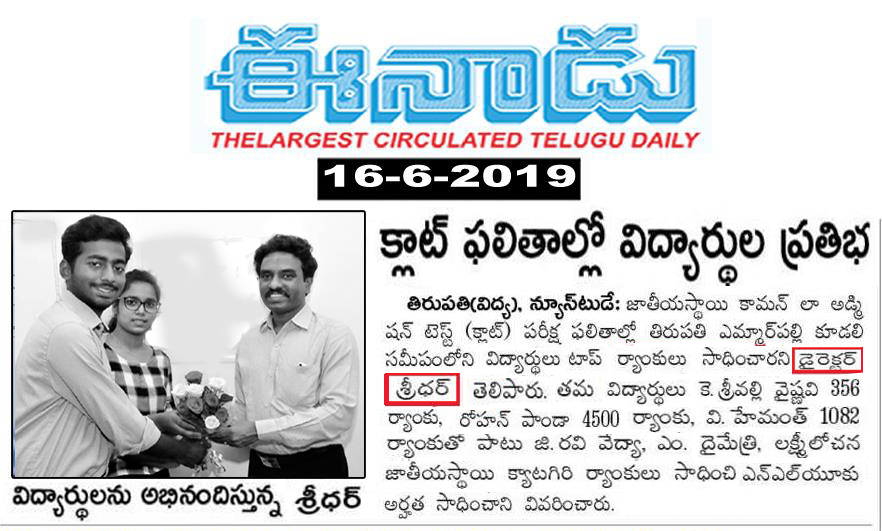 ఈనాడు
THELARGEST CIRCULATED TELUGU DAILY
16-6-2019
క్లాట్ ఫలితాల్లో విద్యార్థుల ప్రతిభ
తిరుపతి(విద్య), న్యూస్‌టుడే: జాతీయస్థాయి కామన్ లా అడ్మి
షన్ టెస్ట్ (క్లాట్) పరీక్ష ఫలితాల్లో తిరుపతి ఎమ్మార్‌పల్లి కూడలి
సమీపంలోని విద్యార్థులు టాప్ ర్యాంకులు సాధించారని డైరెక్టర్
శ్రీధర్ తెలిపారు. తమ విద్యార్థులు కె.శ్రీవల్లి వైష్ణవి 356
ర్యాంకు, రోహన్ పాండా 4500 ర్యాంకు, వి.హేమంత్ 1082
ర్యాంకుతో పాటు జి.రవి వేద్యా, ఎం. దైమేత్రి, లక్ష్మీలోచన
జాతీయస్థాయి క్యాటగిరి ర్యాంకులు సాధించి ఎన్ఎల్‌యూకు
అర్హత సాధించాని వివరించారు.
విద్యార్థులను అభినందిస్తున్న శ్రీధర్